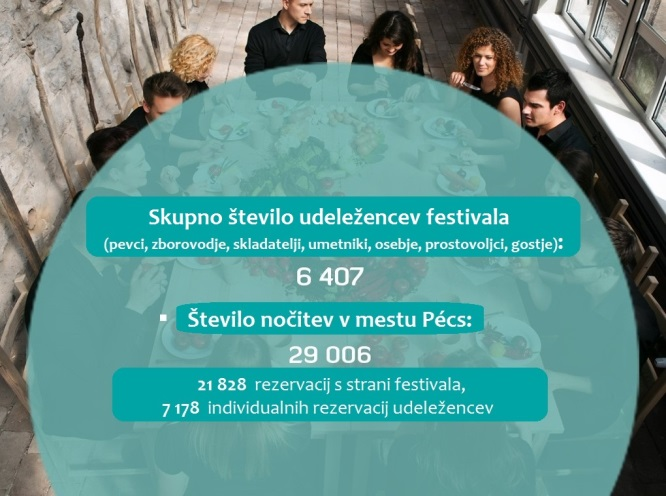 Skupno število udeležencev festivala
(pevci, zborovodje, skladatelji, umetniki, osebje, prostovoljci, gostje):
6 407
▪ Število nočitev v mestu Pécs:
29 006
21 828 rezervacij s strani festivala,
7 178 individualnih rezervacij udeležencev